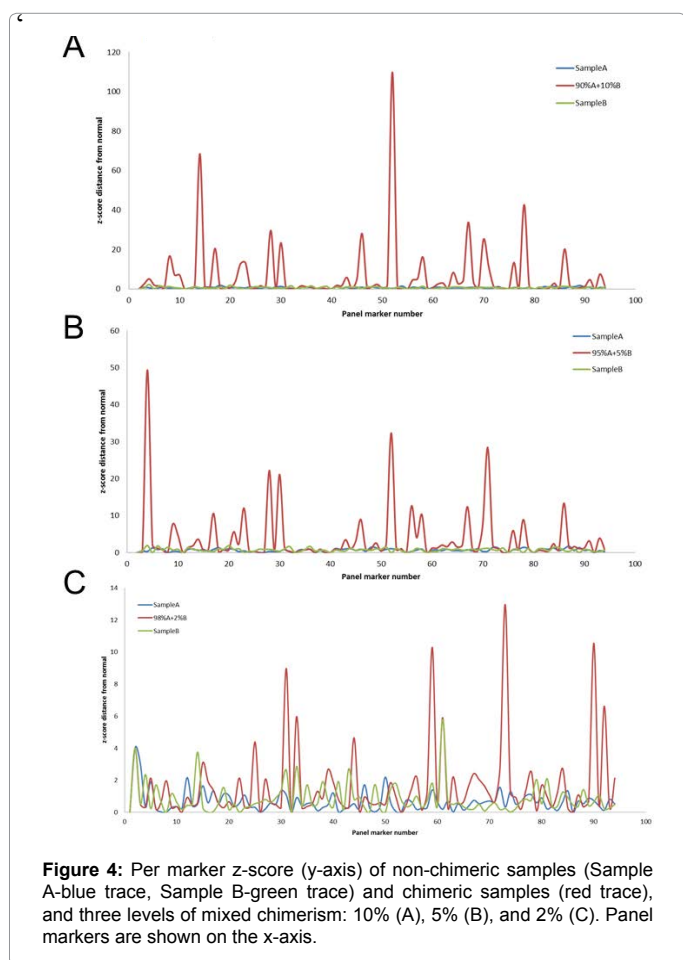 ‘
A
120
100
80
60
40
20
0
z-score distance from normal
SampleA
90%A+10%B
SampleB
0 10 20 30 40 50 60 70 80 90 100
Panel marker number
B
60
50
40
30
20
10
0
z-score distance from normal
SampleA
95%A+5%B
SampleB
0 10 20 30 40 50 60 70 80 90 100
Panel marker number
C
14
12
10
8
6
4
2
0
z-score distance from normal
SampleA
98%A+2%B
SampleB
0 10 20 30 40 50 60 70 80 90 100
Panel marker number
Figure 4: Per marker z-score (y-axis) of non-chimeric samples (Sample
A-blue trace, Sample B-green trace) and chimeric samples (red trace),
and three levels of mixed chimerism: 10% (A), 5% (B), and 2% (C). Panel
markers are shown on the x-axis.